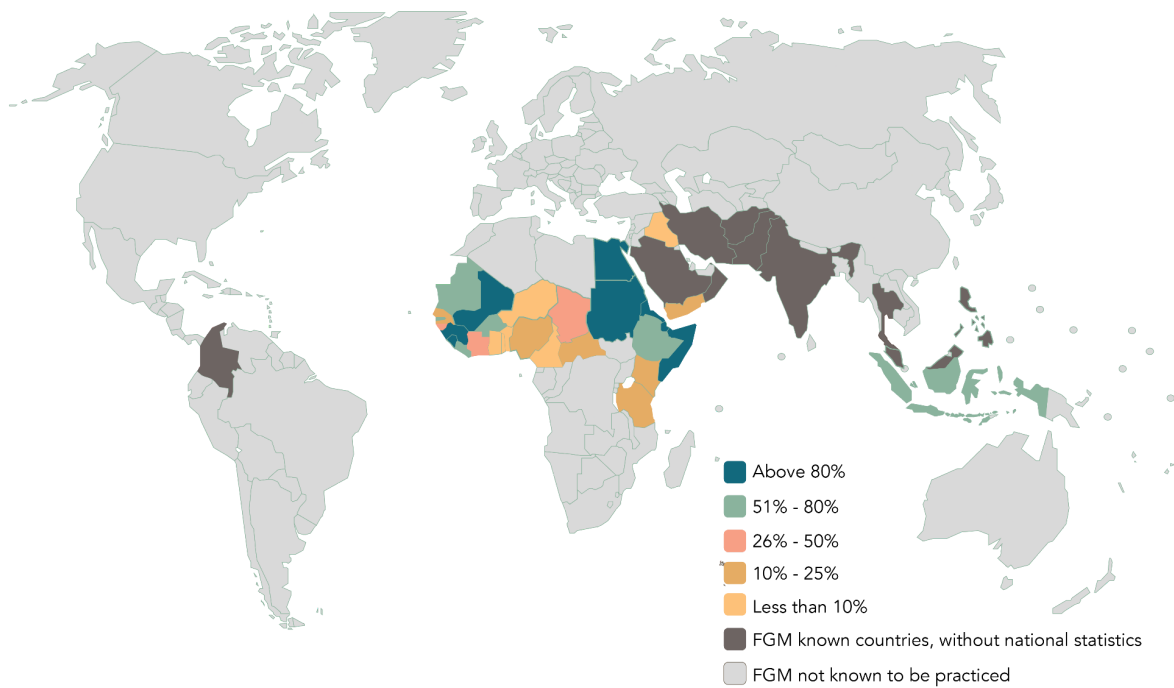 Above 80%
51% - 80%
26% - 50%
10% - 25%
Less than 10%
FGM known countries, without national statistics
FGM not known to be practiced